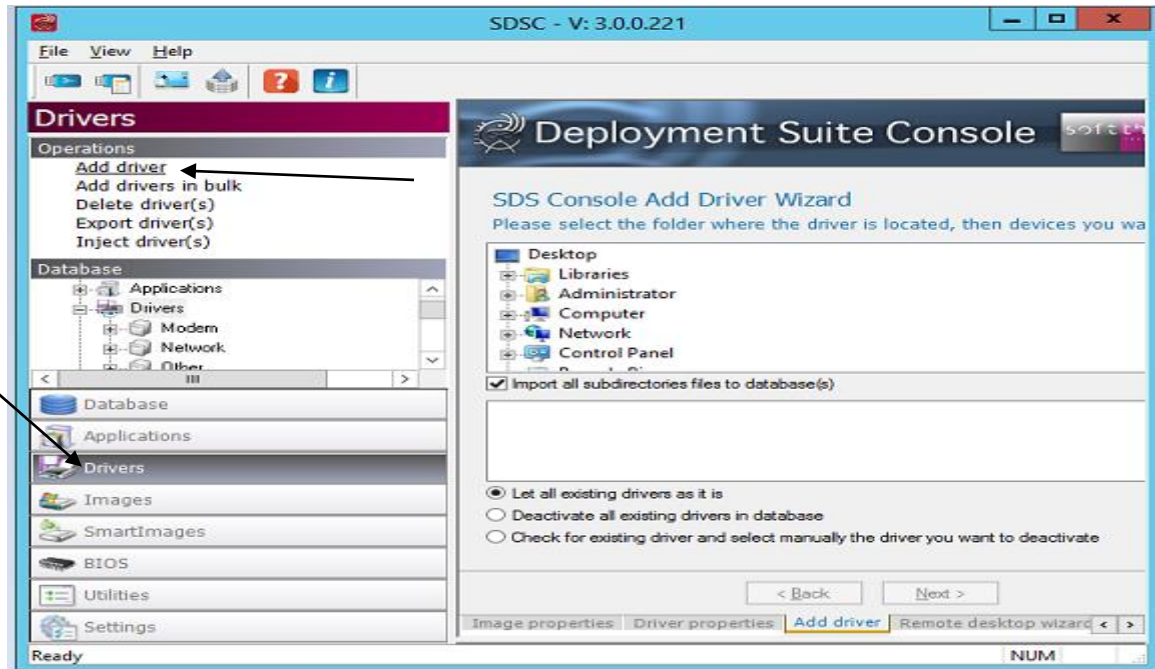 SDSC - V: 3.0.0.221
File View Help
Drivers
Operations
Add driver
Add drivers in bulk
Delete driver(s)
Export driver(s)
Inject driver(s)
Database
Applications
Drivers
Modem
Network
Other
Database
Applications
Drivers
Images
SmartImages
BIOS
Utilities
Settings
Deployment Suite Console
SDS Console Add Driver Wizard
Please select the folder where the driver is located, then devices you wa
Desktop
Libraries
Administrator
Computer
Network
Control Panel
Import all subdirectories files to database(s)
Let all existing drivers as it is
Deactivate all existing drivers in database
Check for existing driver and select manually the driver you want to deactivate
< Back Next >
Image properties Driver properties Add driver Remote desktop wizard
Ready NUM